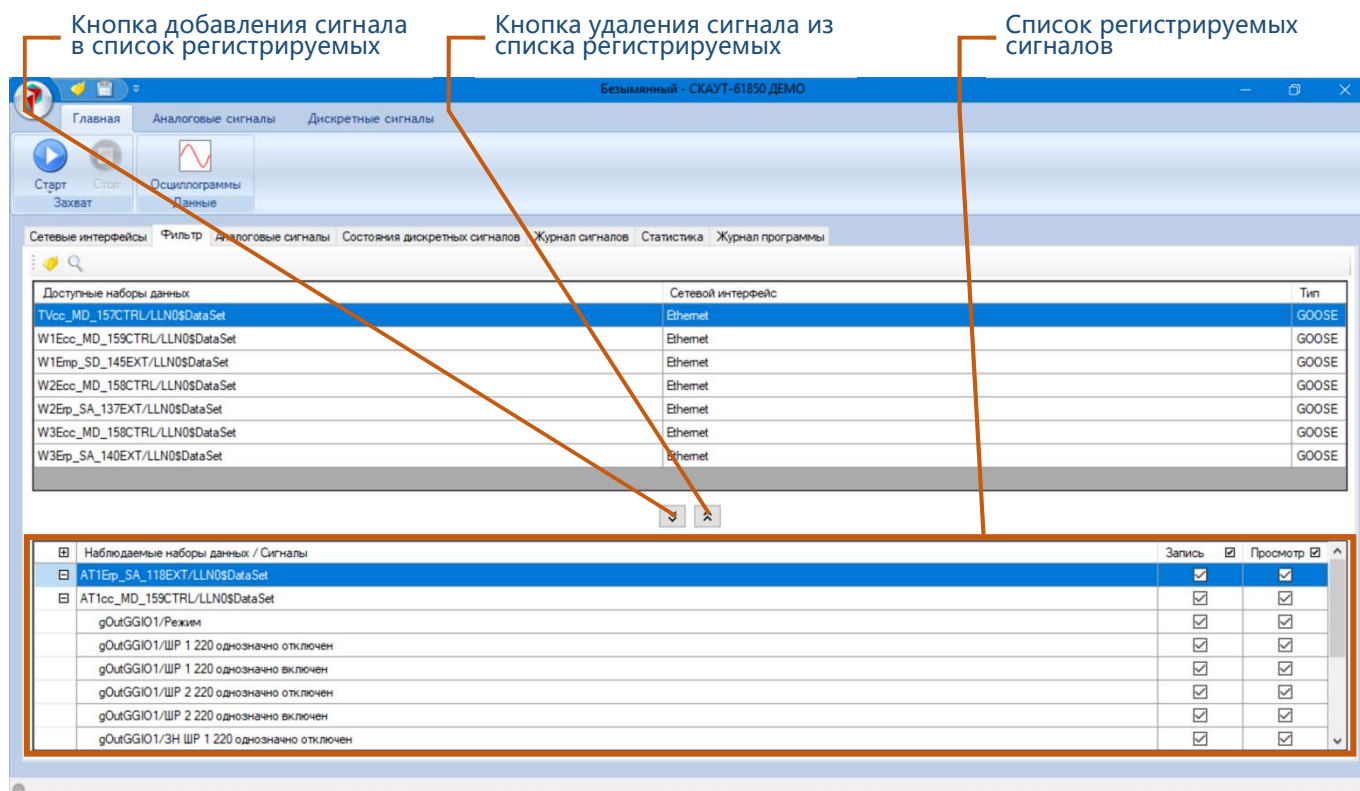 Кнопка добавления сигнала
в список регистрируемых
Кнопка удаления сигнала из
списка регистрируемых
Список регистрируемых
сигналов
Безымянный - СКАУТ-61850 ДЕМО
Главная Аналоговые сигналы Дискретные сигналы
Старт Стоп Осциллограммы
Захват Данные
Сетевые интерфейсы Фильтр Аналоговые сигналы Состояния дискретных сигналов Журнал сигналов Статистика Журнал программы
Доступные наборы данных Сетевой интерфейс Тип
TVcc_MD_157CTRL/LLN0$DataSet Ethernet GOOSE
W1Ecc_MD_159CTRL/LLN0$DataSet Ethernet GOOSE
W1Emp_SD_145EXT/LLN0$DataSet Ethernet GOOSE
W2Ecc_MD_158CTRL/LLN0$DataSet Ethernet GOOSE
W2Erp_SA_137EXT/LLN0$DataSet Ethernet GOOSE
W3Ecc_MD_158CTRL/LLN0$DataSet Ethernet GOOSE
W3Erp_SA_140EXT/LLN0$DataSet Ethernet GOOSE
Наблюдаемые наборы данных / Сигналы Запись Просмотр
AT1Erp_SA_118EXT/LLN0$DataSet
AT1cc_MD_159CTRL/LLN0$DataSet
gOutGGIO1/Режим
gOutGGIO1/ШР 1 220 однозначно отключен
gOutGGIO1/ШР 1 220 однозначно включен
gOutGGIO1/ШР 2 220 однозначно отключен
gOutGGIO1/ШР 2 220 однозначно включен
gOutGGIO1/ЗН ШР 1 220 однозначно отключен